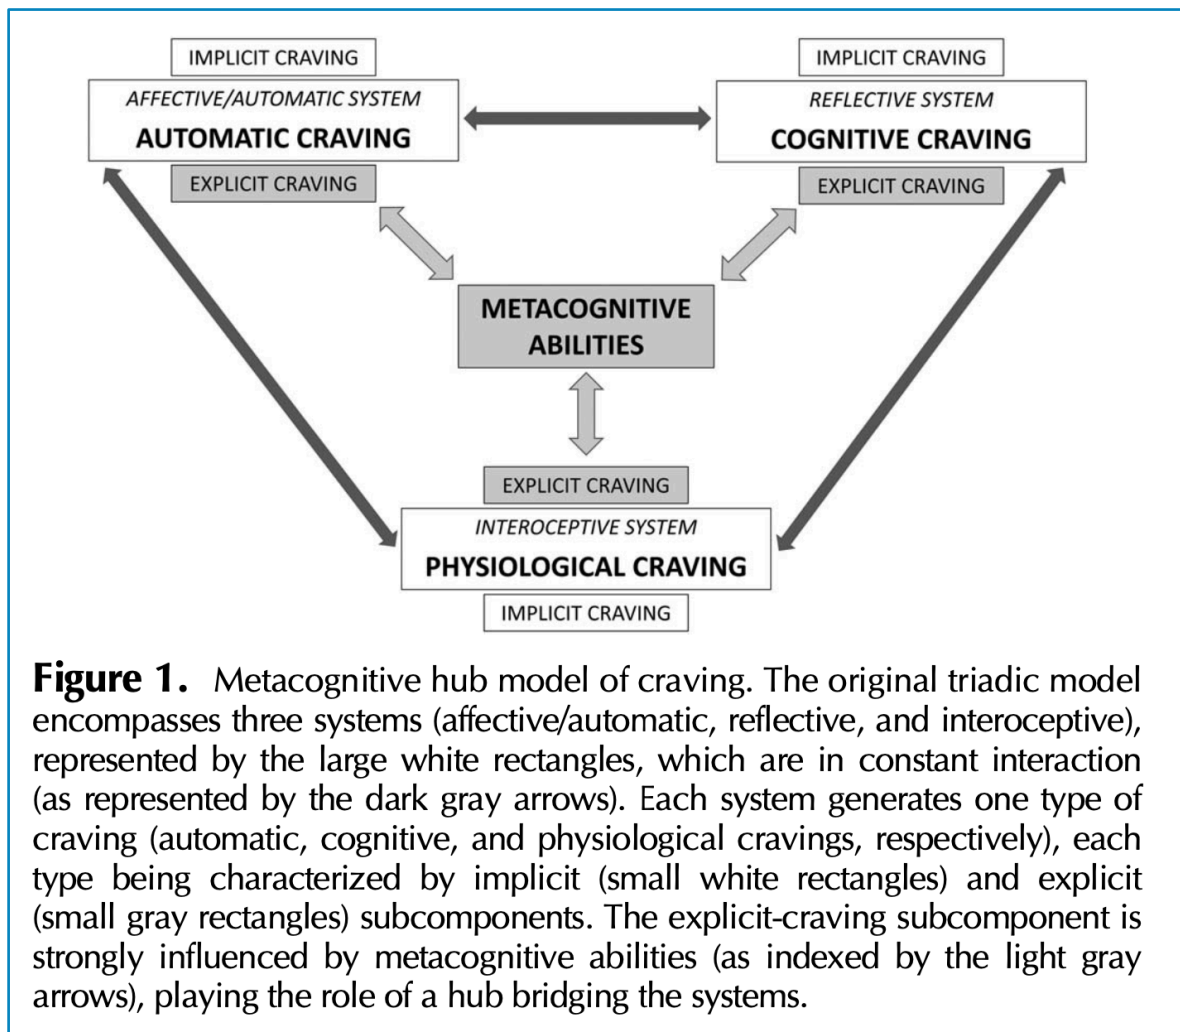 IMPLICIT CRAVING
AFFECTIVE/AUTOMATIC SYSTEM
AUTOMATIC CRAVING
EXPLICIT CRAVING
IMPLICIT CRAVING
REFLECTIVE SYSTEM
COGNITIVE CRAVING
EXPLICIT CRAVING
METACOGNITIVE
ABILITIES
EXPLICIT CRAVING
INTEROCEPTIVE SYSTEM
PHYSIOLOGICAL CRAVING
IMPLICIT CRAVING
Figure 1. Metacognitive hub model of craving. The original triadic model
encompasses three systems (affective/automatic, reflective, and interoceptive),
represented by the large white rectangles, which are in constant interaction
(as represented by the dark gray arrows). Each system generates one type of
craving (automatic, cognitive, and physiological cravings, respectively), each
type being characterized by implicit (small white rectangles) and explicit
(small gray rectangles) subcomponents. The explicit-craving subcomponent is
strongly influenced by metacognitive abilities (as indexed by the light gray
arrows), playing the role of a hub bridging the systems.